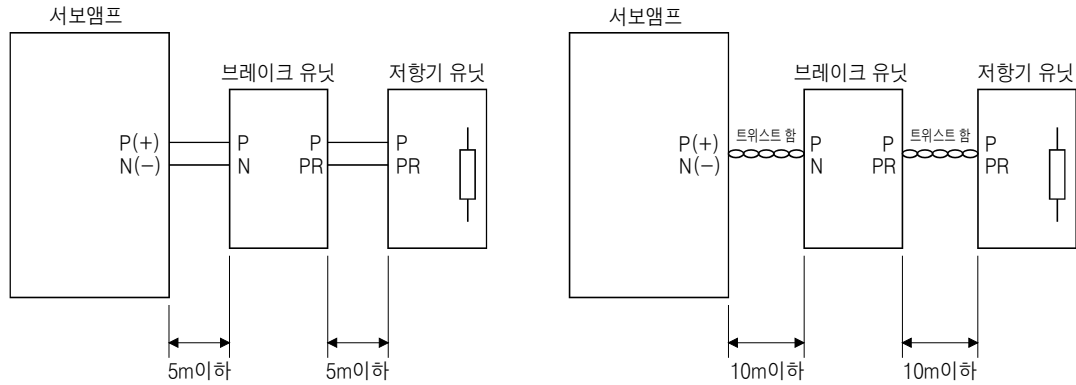 서보앰프
브레이크 유닛
저항기 유닛
P(+)
N(−)
P
N
P
PR
P
PR
5m이하
5m이하
서보앰프
브레이크 유닛
저항기 유닛
P(+)
N(−)
트위스트 함
P
N
P
PR
트위스트 함
P
PR
10m이하
10m이하